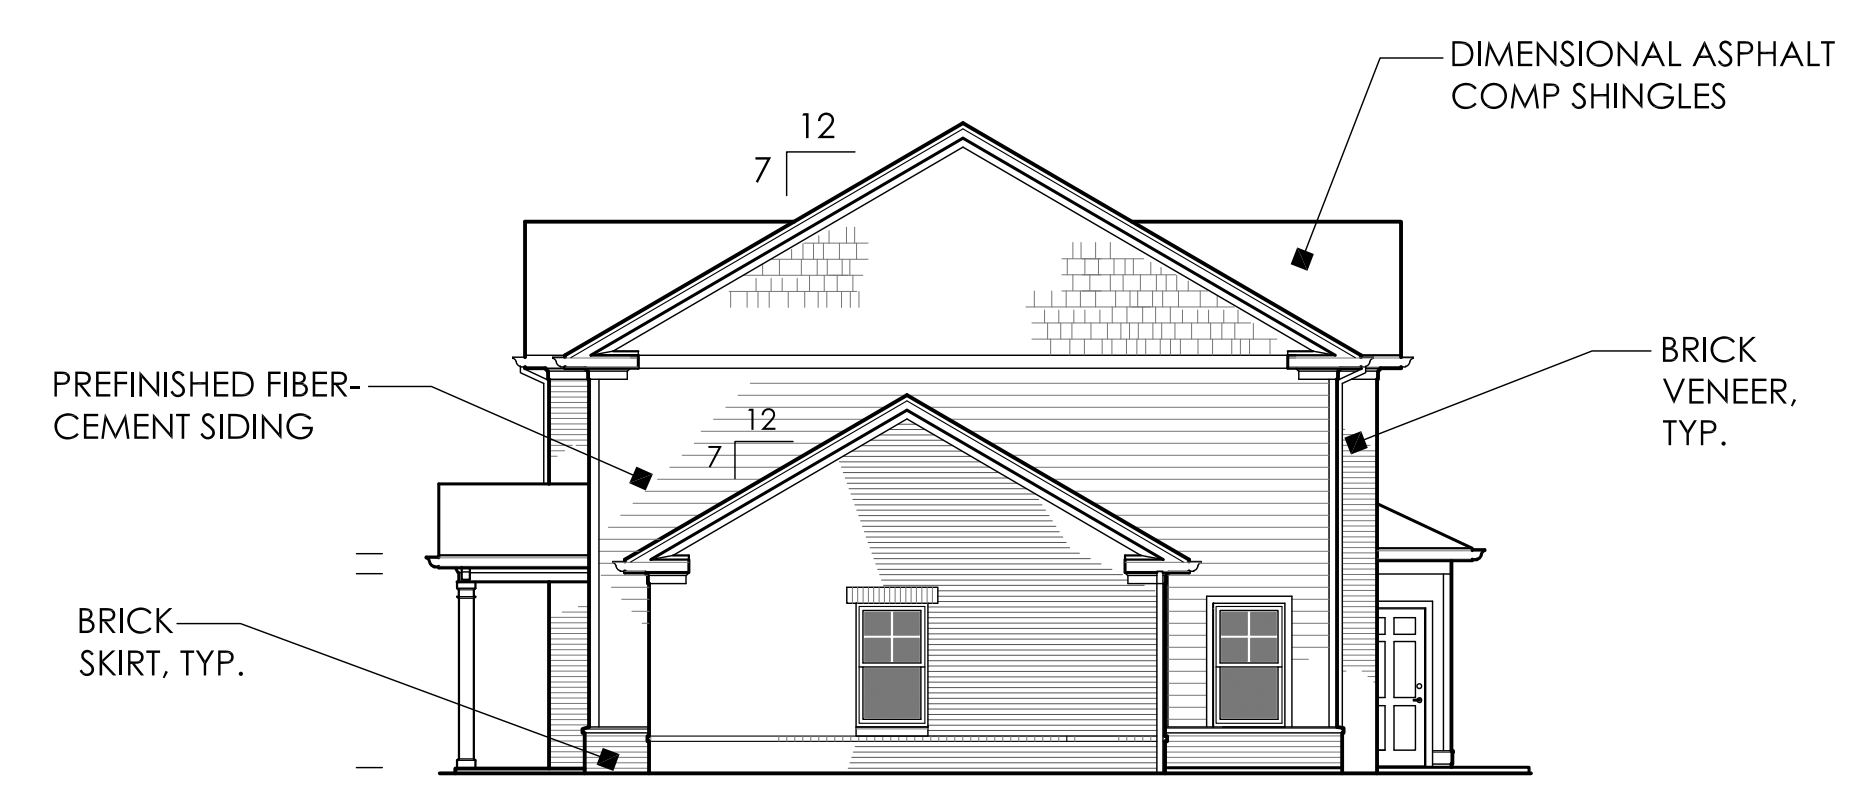 DIMENSIONAL ASPHALT
COMP SHINGLES
12
7
BRICK
VENEER,
TYP.
PREFINISHED FIBER-
CEMENT SIDING
12
7
BRICK
SKIRT, TYP.